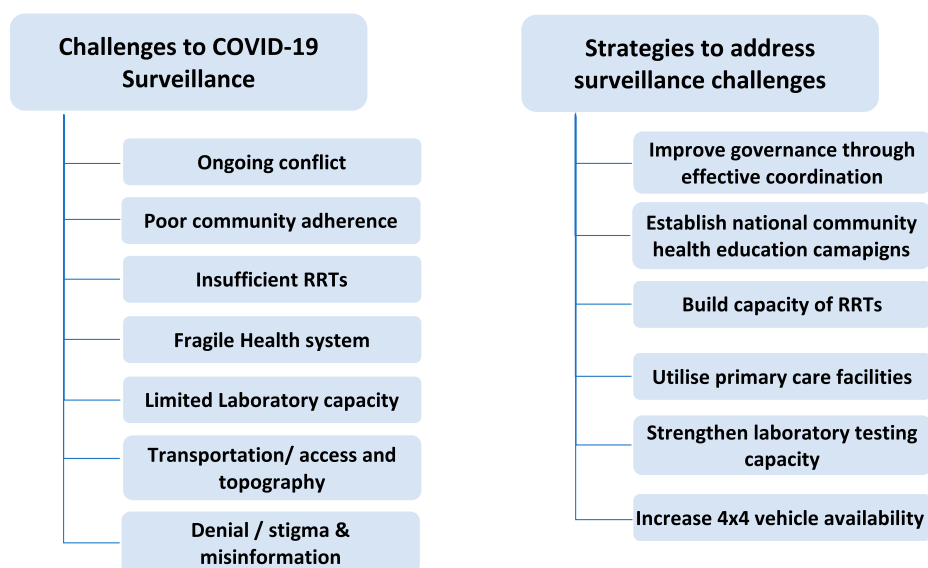 Challenges to COVID-19
Surveillance
Ongoing conflict
Poor community adherence
Insufficient RRTs
Fragile Health system
Limited Laboratory capacity
Transportation/ access and
topography
Denial / stigma &
misinformation
Strategies to address
surveillance challenges
Improve governance through
effective coordination
Establish national community
health education camapigns
Build capacity of RRTs
Utilise primary care facilities
Strengthen laboratory testing
capacity
Increase 4x4 vehicle availability